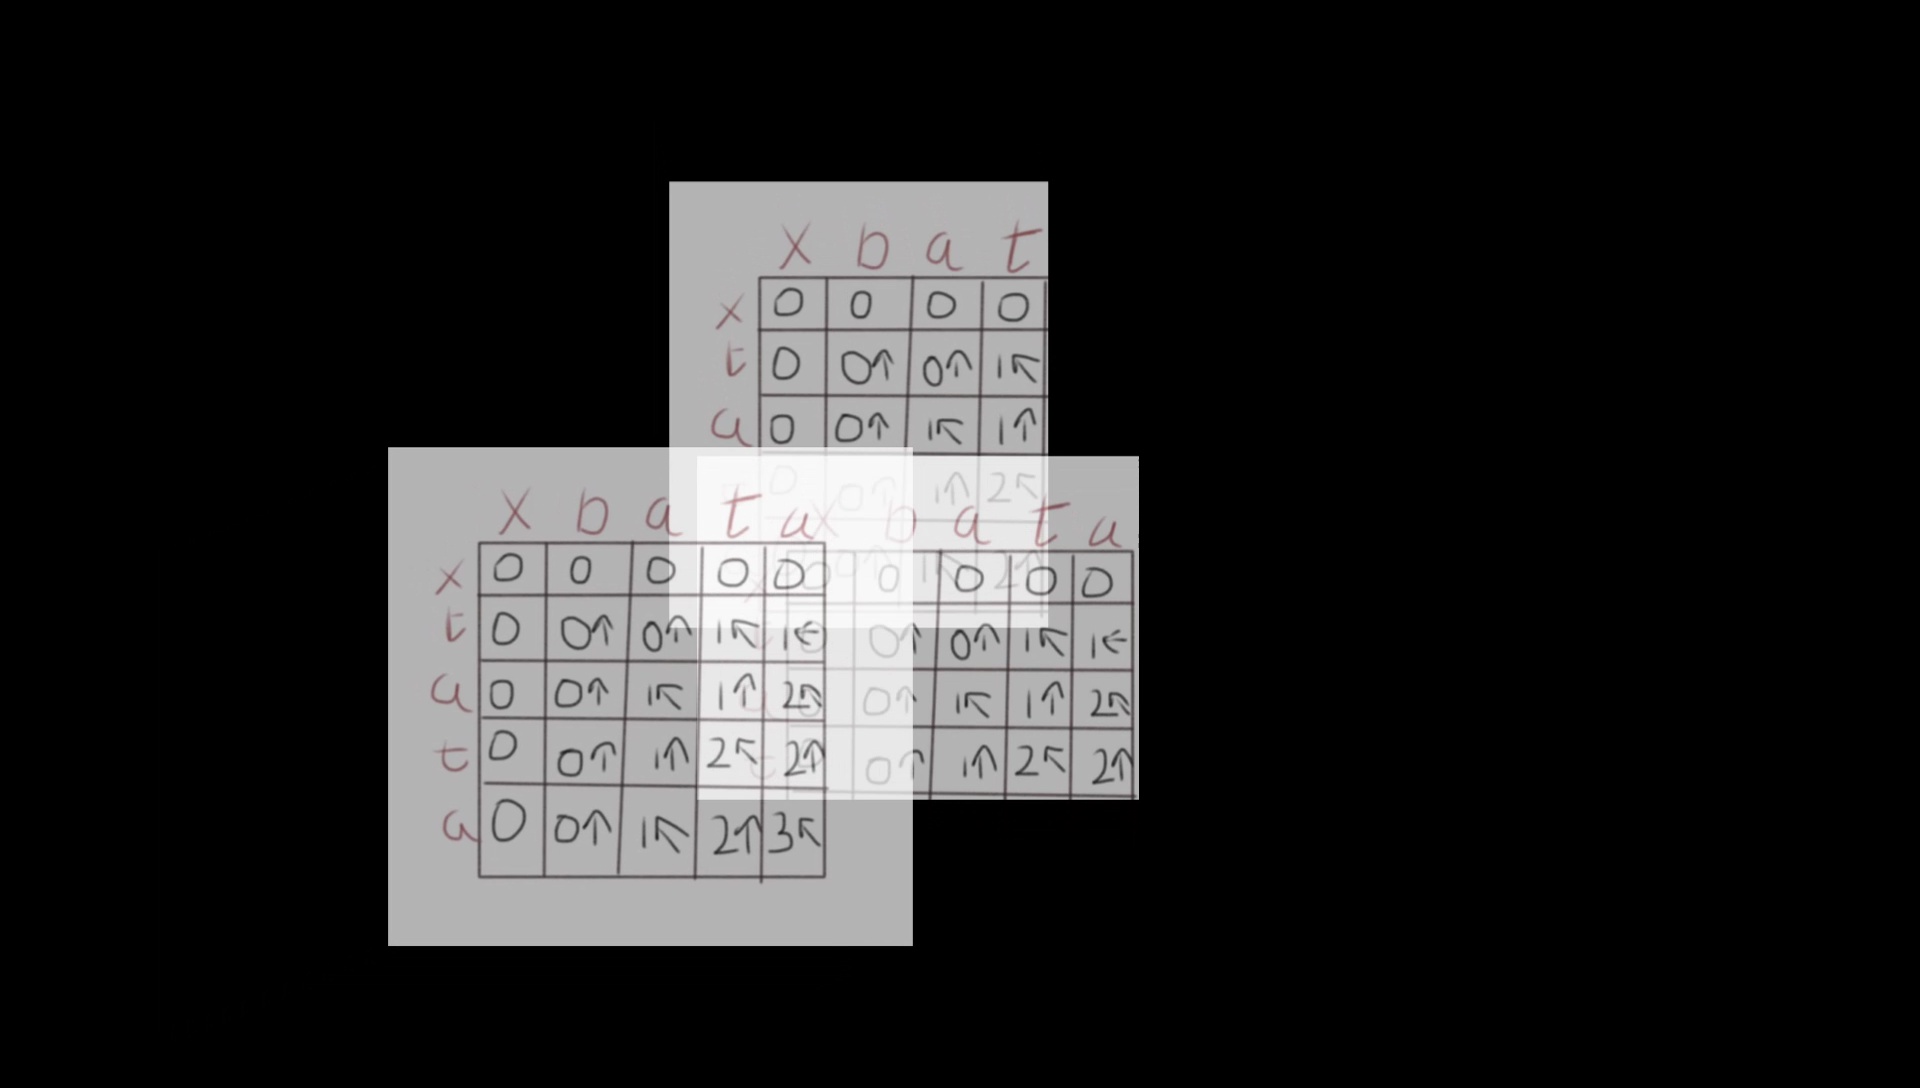 X b a t
x 0 0 0 0
t 0 0↑ 0↑ 1↖
a 0 0↑ 1↖ 1↑
0 0↑ 1↑ 2↖
X b a t a
x 0 0 0 0 0
t 0 0↑ 0↑ 1↖ 1←
a 0 0↑ 1↖ 1↑ 2↖
t 0 0↑ 1↑ 2↖ 2↑
a 0 0↑ 1↖ 2↑ 3↖
X b a t a
0 0 0 0 0
0↑ 0↑ 1↖ 1←
0↑ 1↖ 1↑ 2↖
0↑ 1↑ 2↖ 2↑